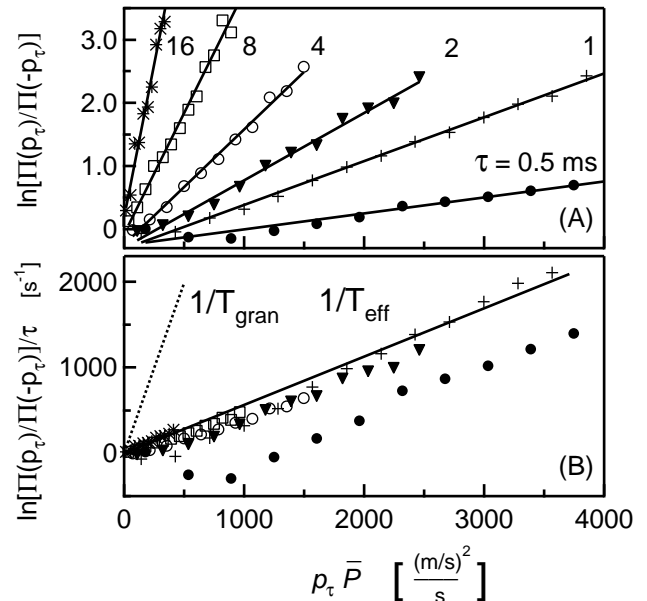 ln[Π(p_τ)/Π(-p_τ)]
3.0
2.0
1.0
0
16
8
4
2
1
τ = 0.5 ms
(A)
ln[Π(p_τ)/Π(-p_τ)]/τ [s⁻¹]
2000
1000
0
1/T_gran
1/T_eff
(B)
0 1000 2000 3000 4000
p_τ P̄ [ (m/s)² / s ]